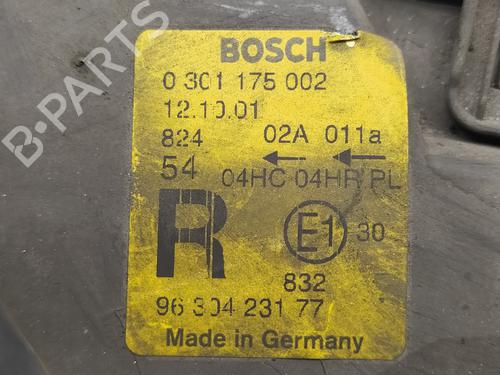 BOSCH
0 301 175 002
12.10.01
824 02A 011a
54 04HC 04HR PL
R E1 30
832
96 304 231 77
Made in Germany
B-PARTS